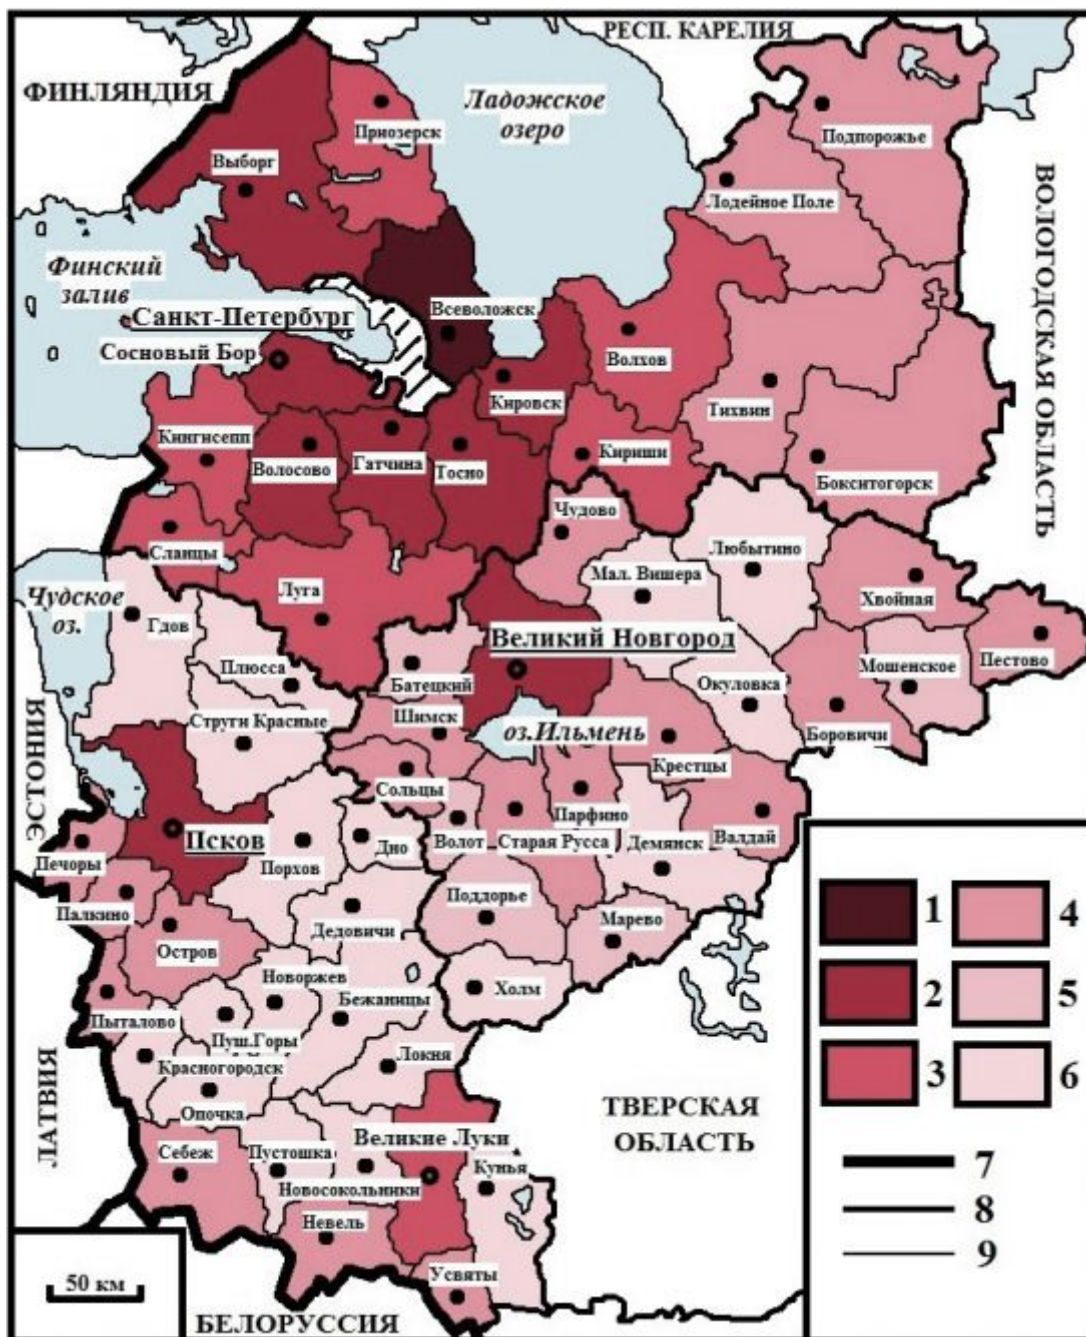 РЕСП. КАРЕЛИЯ
ФИНЛЯНДИЯ
Ладожское
озеро
Приозерск
Подпорожье
Выборг
Лодейное Поле
ВОЛОГОДСКАЯ ОБЛАСТЬ
Финский
залив
Санкт-Петербург
Всеволожск
Сосновый Бор
Волхов
Кировск
Тихвин
Кингисепп
Волосово
Гатчина
Тосно
Кириши
Бокситогорск
Чудово
Сланцы
Любытино
Мал. Вишера
Хвойная
Чудское
оз.
Луга
Гдов
Великий Новгород
Плюсса
Батецкий
Окуловка
Мошенское
Пестово
Струги Красные
Шимск
оз.Ильмень
Боровичи
ЭСТОНИЯ
Крестцы
Сольцы
Парфино
Псков
Дно
Волот
Старая Русса
Демянск
Валдай
Печоры
Порхов
Палкино
Поддорье
Марево
Дедовичи
Остров
Новоржев
Холм
Бежаницы
Пыталово
Пуш.Горы
Локня
Красногородск
Опочка
ЛАТВИЯ
ТВЕРСКАЯ
ОБЛАСТЬ
Великие Луки
Себеж
Пустошка
Кунья
Новосокольники
Невель
Усвяты
50 км
БЕЛОРУССИЯ
1
4
2
5
3
6
7
8
9